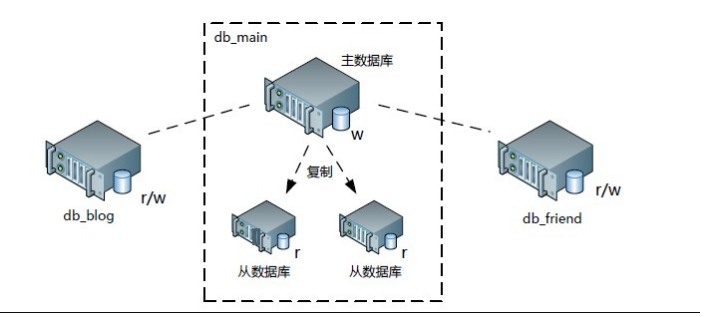 db_main
主数据库
w
复制
r/w
db_blog
r/w
db_friend
r
从数据库
r
从数据库